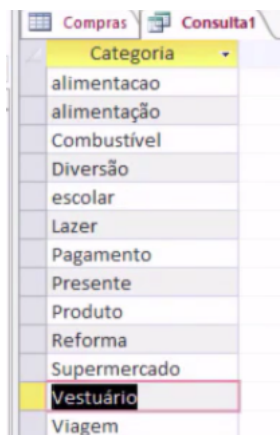 Compras Consulta1
Categoria
alimentacao
alimentação
Combustível
Diversão
escolar
Lazer
Pagamento
Presente
Produto
Reforma
Supermercado
Vestuário
Viagem